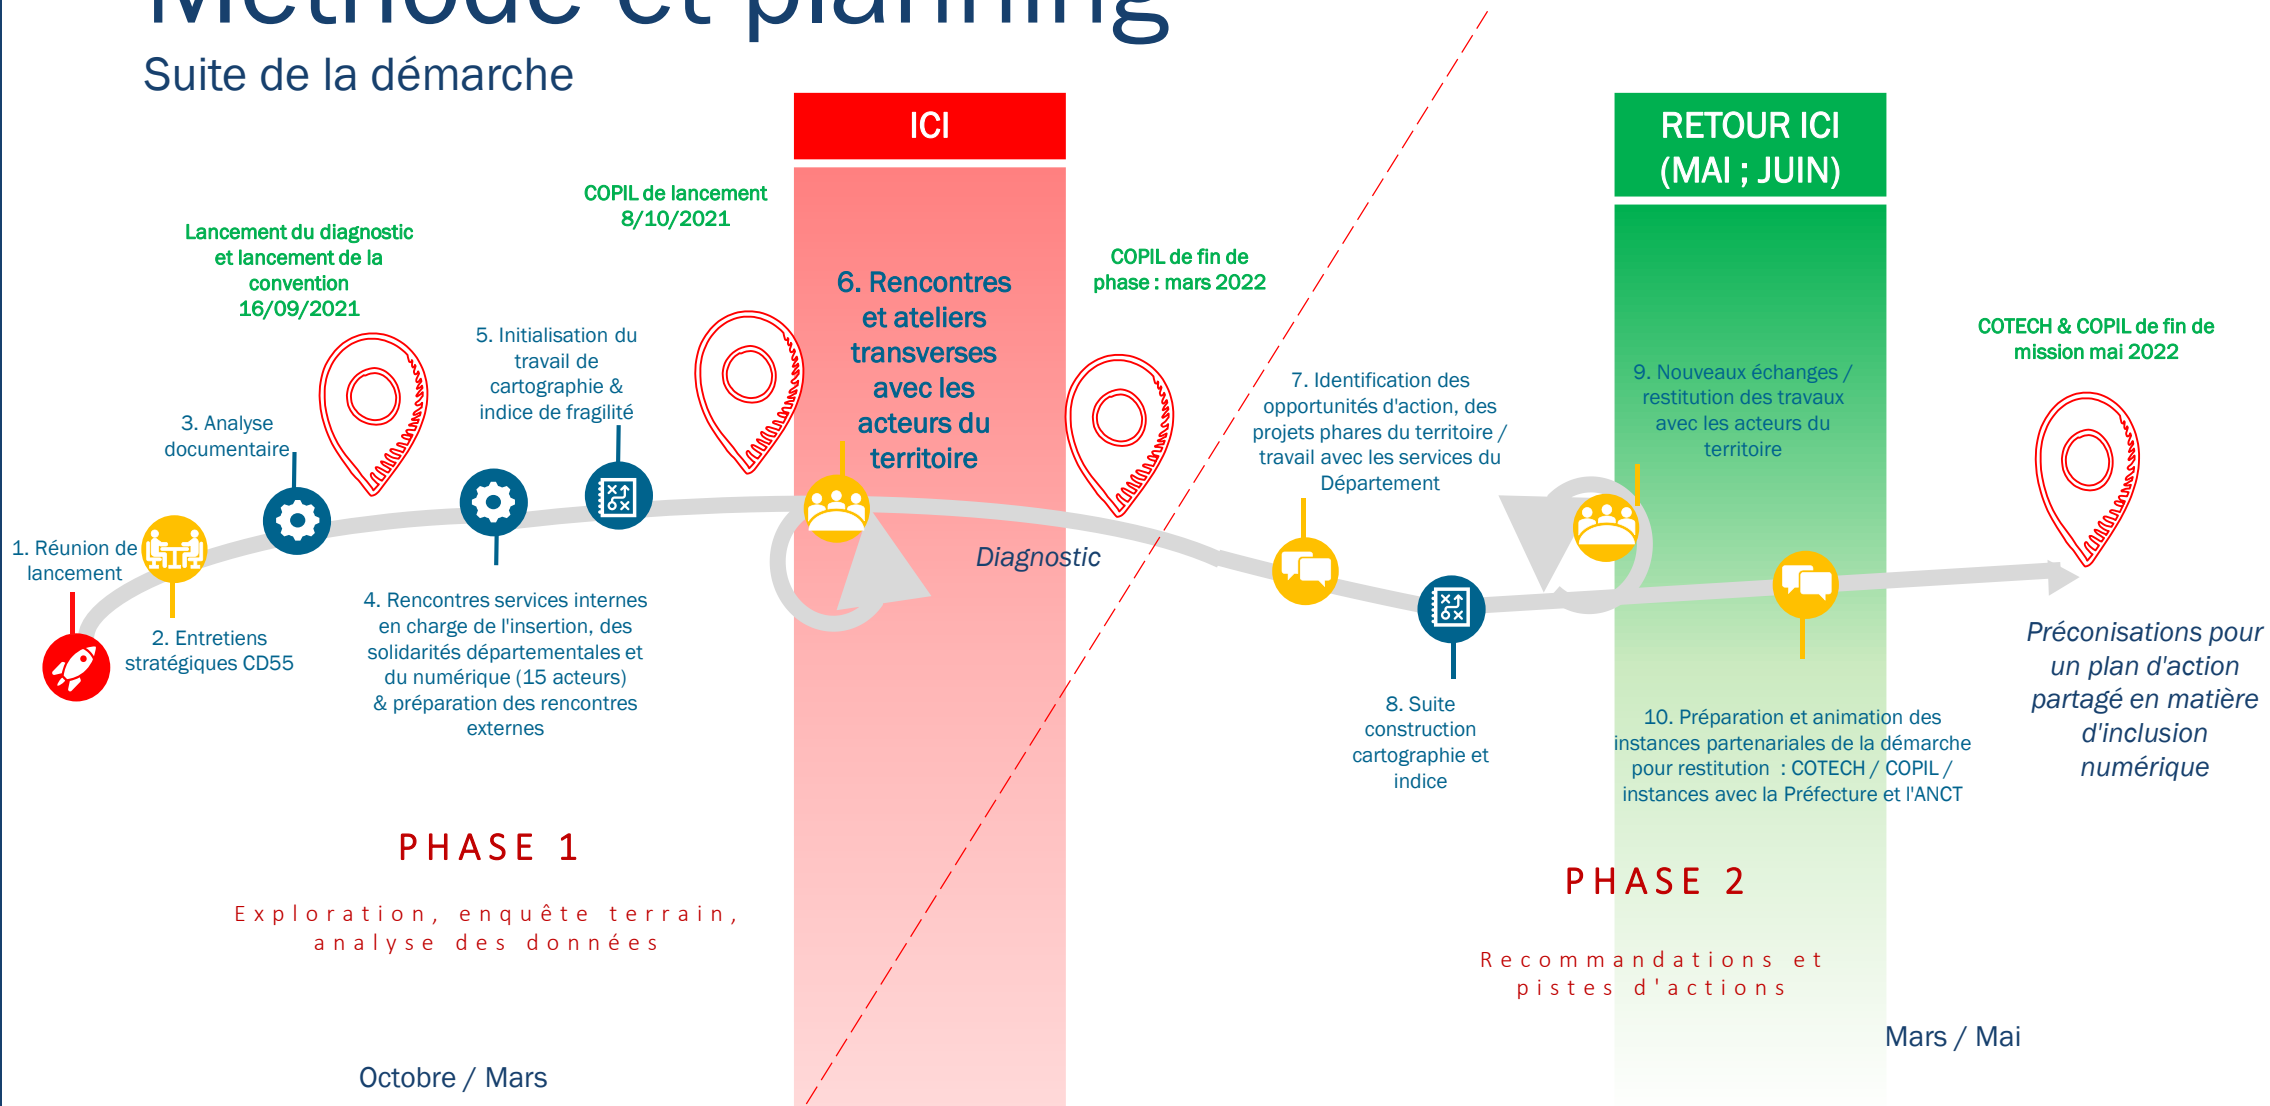 Méthode et planning
Suite de la démarche
ICI
RETOUR ICI
(MAI ; JUIN)
Lancement du diagnostic
et lancement de la
convention
16/09/2021
COPIL de lancement
8/10/2021
COPIL de fin de
phase : mars 2022
COTECH & COPIL de fin de
mission mai 2022
1. Réunion de
lancement
2. Entretiens
stratégiques CD55
3. Analyse
documentaire
4. Rencontres services internes
en charge de l'insertion, des
solidarités départementales et
du numérique (15 acteurs)
& préparation des rencontres
externes
5. Initialisation du
travail de
cartographie &
indice de fragilité
6. Rencontres
et ateliers
transverses
avec les
acteurs du
territoire
Diagnostic
7. Identification des
opportunités d'action, des
projets phares du territoire /
travail avec les services du
Département
8. Suite
construction
cartographie et
indice
9. Nouveaux échanges /
restitution des travaux
avec les acteurs du
territoire
10. Préparation et animation des
instances partenariales de la démarche
pour restitution : COTECH / COPIL /
instances avec la Préfecture et l'ANCT
Préconisations pour
un plan d'action
partagé en matière
d'inclusion
numérique
PHASE 1
Exploration, enquête terrain,
analyse des données
Octobre / Mars
PHASE 2
Recommandations et
pistes d'actions
Mars / Mai